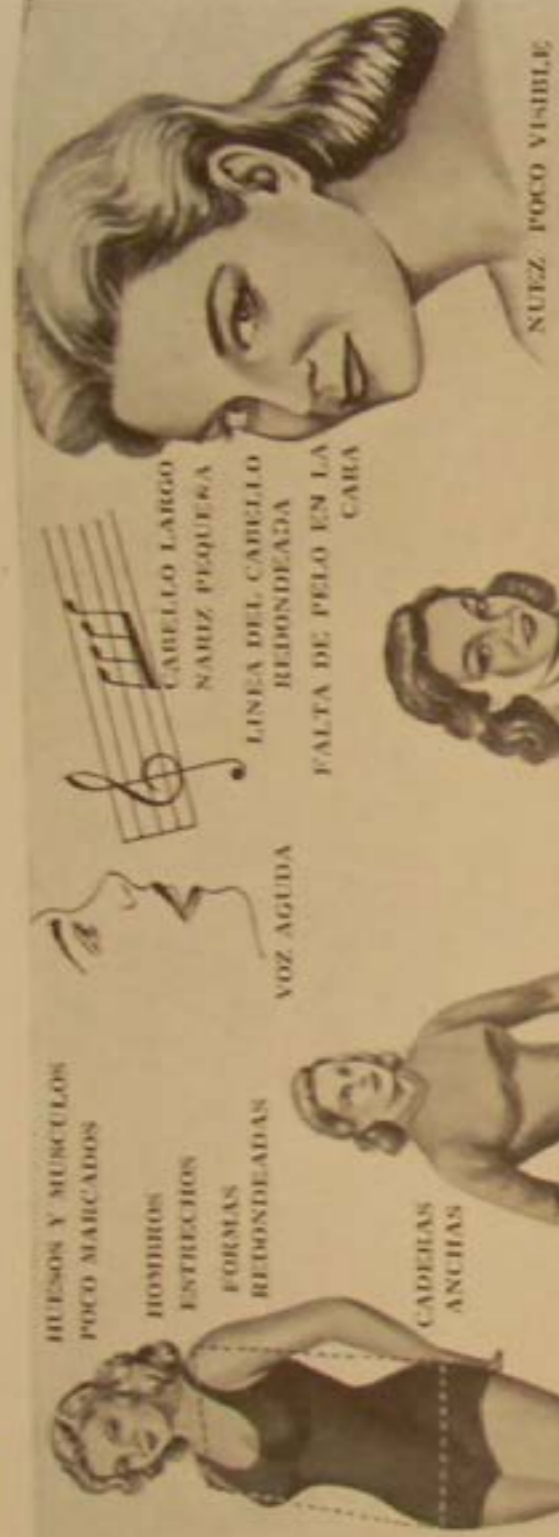 HUESOS Y MUSCULOS
POCO MARCADOS
HOMBROS
ESTRECHOS
FORMAS
REDONDEADAS
CADERAS
ANCHAS
VOZ AGUDA
CABELLO LARGO
NARIZ PEQUEÑA
LINEA DEL CABELLO
REDONDEADA
FALTA DE PELO EN LA
CARA
NUEZ POCO VISIBLE